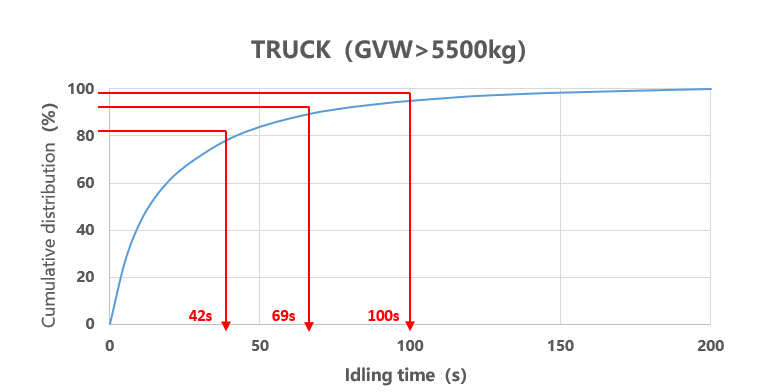 TRUCK (GVW>5500kg)
Cumulative distribution (%)
100
80
60
40
20
0
42s
69s
100s
0
50
100
150
200
Idling time (s)